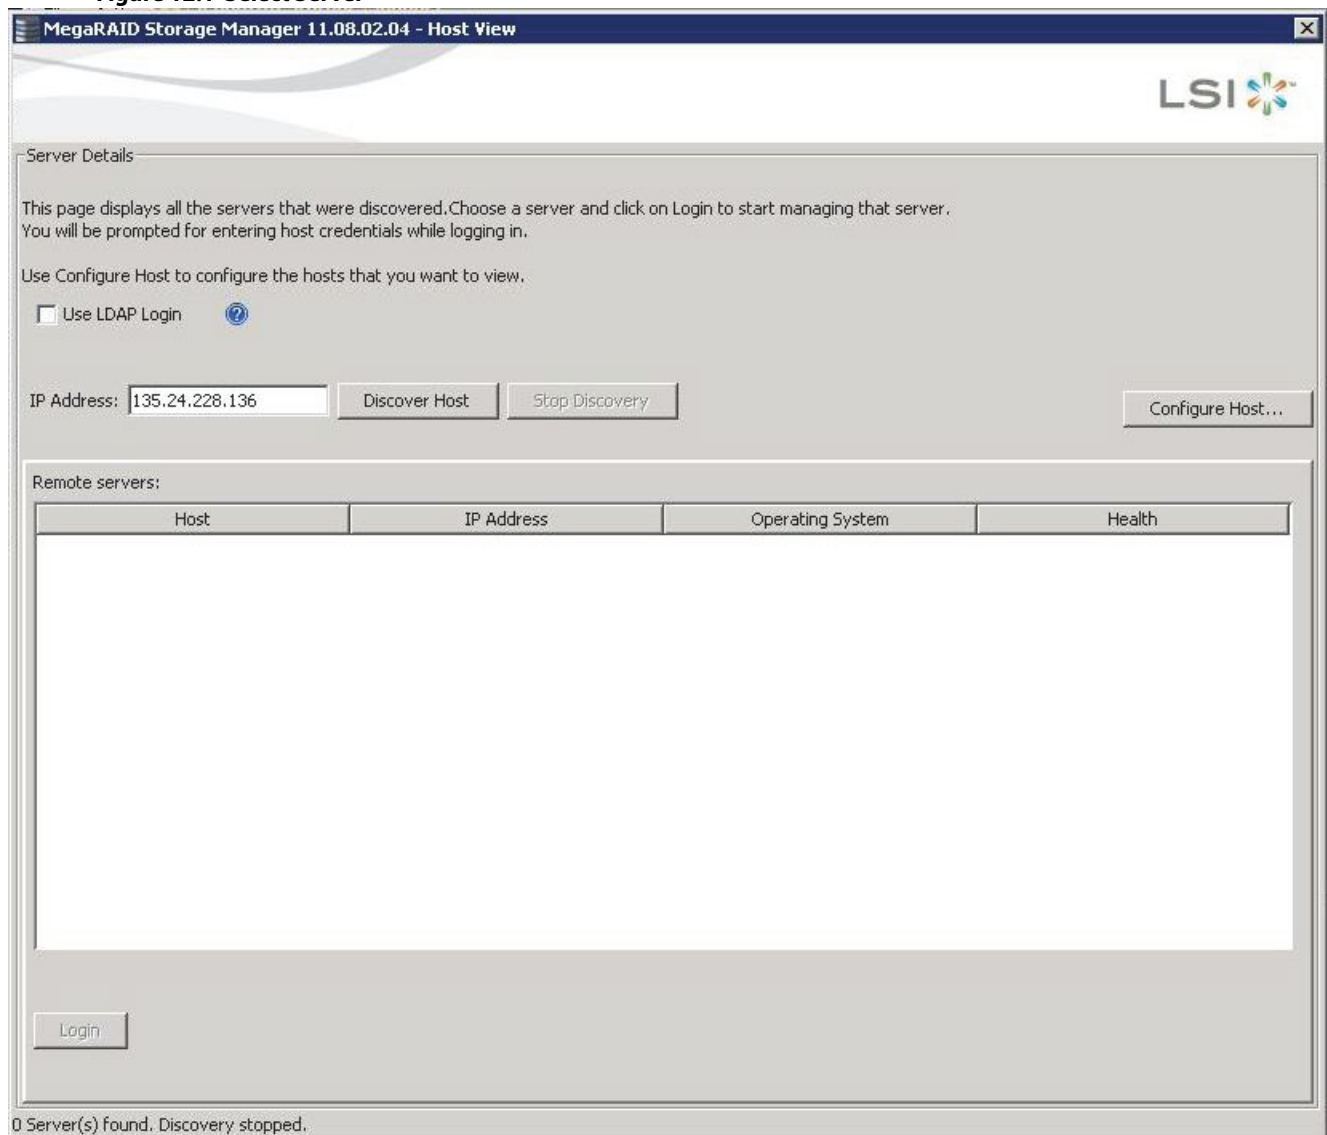 MegaRAID Storage Manager 11.08.02.04 - Host View
LSI
Server Details
This page displays all the servers that were discovered.Choose a server and click on Login to start managing that server.
You will be prompted for entering host credentials while logging in.
Use Configure Host to configure the hosts that you want to view.
Use LDAP Login ?
IP Address: 135.24.228.136 Discover Host Stop Discovery Configure Host...
Remote servers:
Host IP Address Operating System Health
Login
0 Server(s) found. Discovery stopped.